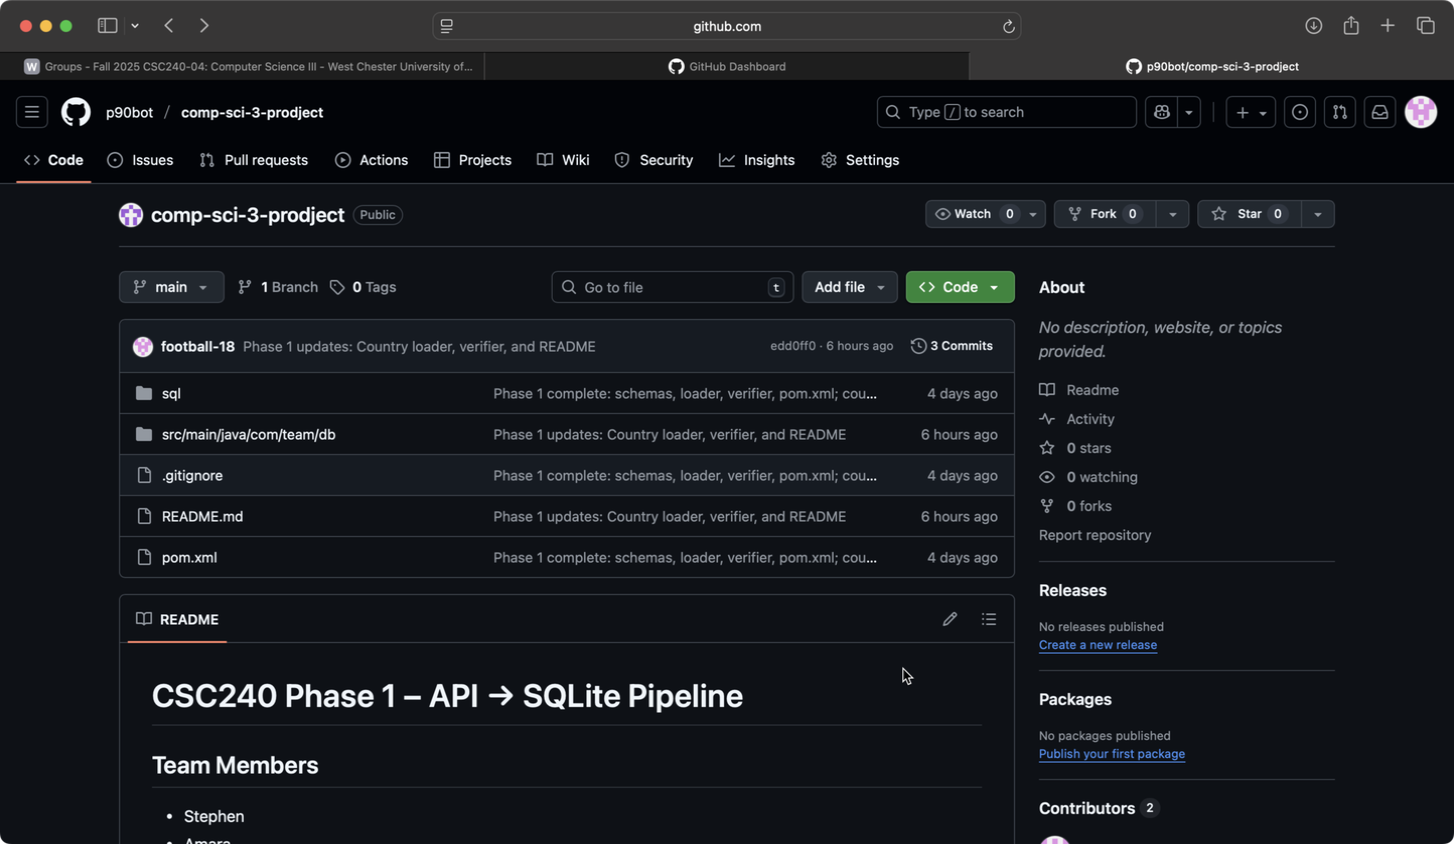 github.com
W Groups - Fall 2025 CSC240-04: Computer Science III - West Chester University of...
GitHub Dashboard
p90bot/comp-sci-3-prodject
p90bot / comp-sci-3-prodject
Type / to search
Code
Issues
Pull requests
Actions
Projects
Wiki
Security
Insights
Settings
comp-sci-3-prodject Public
Watch 0
Fork 0
Star 0
main
1 Branch
0 Tags
Go to file t
Add file
Code
football-18 Phase 1 updates: Country loader, verifier, and README edd0ff0 · 6 hours ago 3 Commits
sql Phase 1 complete: schemas, loader, verifier, pom.xml; cou... 4 days ago
src/main/java/com/team/db Phase 1 updates: Country loader, verifier, and README 6 hours ago
.gitignore Phase 1 complete: schemas, loader, verifier, pom.xml; cou... 4 days ago
README.md Phase 1 updates: Country loader, verifier, and README 6 hours ago
pom.xml Phase 1 complete: schemas, loader, verifier, pom.xml; cou... 4 days ago
README
CSC240 Phase 1 – API → SQLite Pipeline
Team Members
• Stephen
• Amara
About
No description, website, or topics
provided.
Readme
Activity
0 stars
0 watching
0 forks
Report repository
Releases
No releases published
Create a new release
Packages
No packages published
Publish your first package
Contributors 2